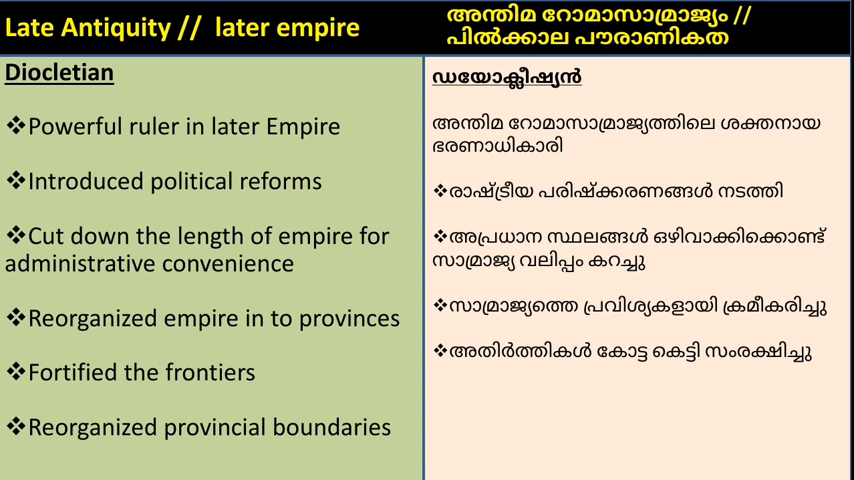 Late Antiquity // later empire
അന്തിമ റോമാസാമ്രാജ്യം //
പിൽക്കാല പൗരാണികത
Diocletian
❖Powerful ruler in later Empire
❖Introduced political reforms
❖Cut down the length of empire for
administrative convenience
❖Reorganized empire in to provinces
❖Fortified the frontiers
❖Reorganized provincial boundaries
ഡയോക്ലീഷ്യൻ
അന്തിമ റോമാസാമ്രാജ്യത്തിലെ ശക്തനായ
ഭരണാധികാരി
❖രാഷ്ട്രീയ പരിഷ്ക്കരണങ്ങൾ നടത്തി
❖അപ്രധാന സ്ഥലങ്ങൾ ഒഴിവാക്കിക്കൊണ്ട്
സാമ്രാജ്യ വലിപ്പം കറച്ചു
❖സാമ്രാജ്യത്തെ പ്രവിശ്യകളായി ക്രമീകരിച്ചു
❖അതിർത്തികൾ കോട്ട കെട്ടി സംരക്ഷിച്ചു